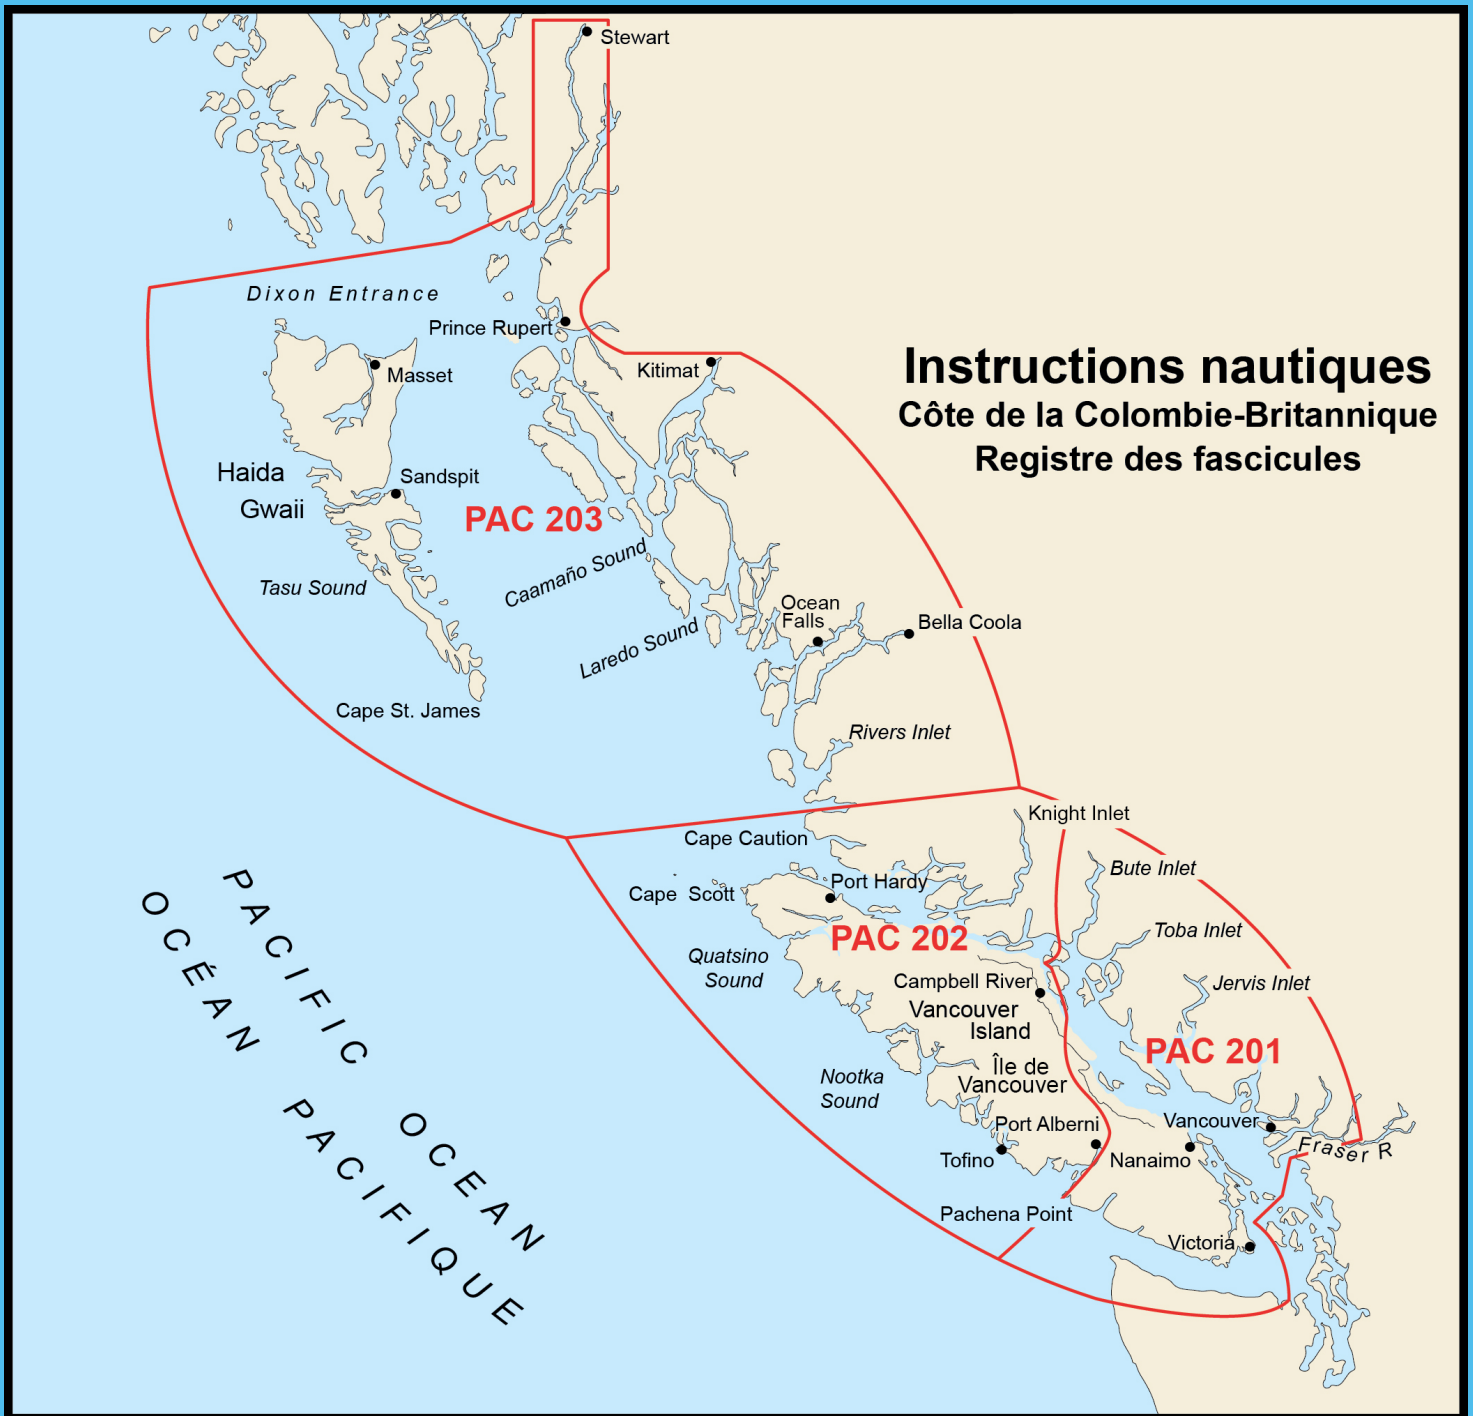 Stewart
Dixon Entrance
Prince Rupert
Masset
Kitimat
Instructions nautiques
Côte de la Colombie-Britannique
Registre des fascicules
Haida
Gwaii
Sandspit
PAC 203
Caamaño Sound
Tasu Sound
Laredo Sound
Ocean
Falls
Bella Coola
Cape St. James
Rivers Inlet
Knight Inlet
Cape Caution
Bute Inlet
Port Hardy
Cape Scott
PAC 202
Toba Inlet
Quatsino
Sound
Campbell River
Jervis Inlet
Vancouver
Island
PAC 201
Île de
Vancouver
Nootka
Sound
Port Alberni
Vancouver
Fraser R
Tofino
Nanaimo
Pachena Point
Victoria
PACIFIC OCEAN
OCÉAN PACIFIQUE